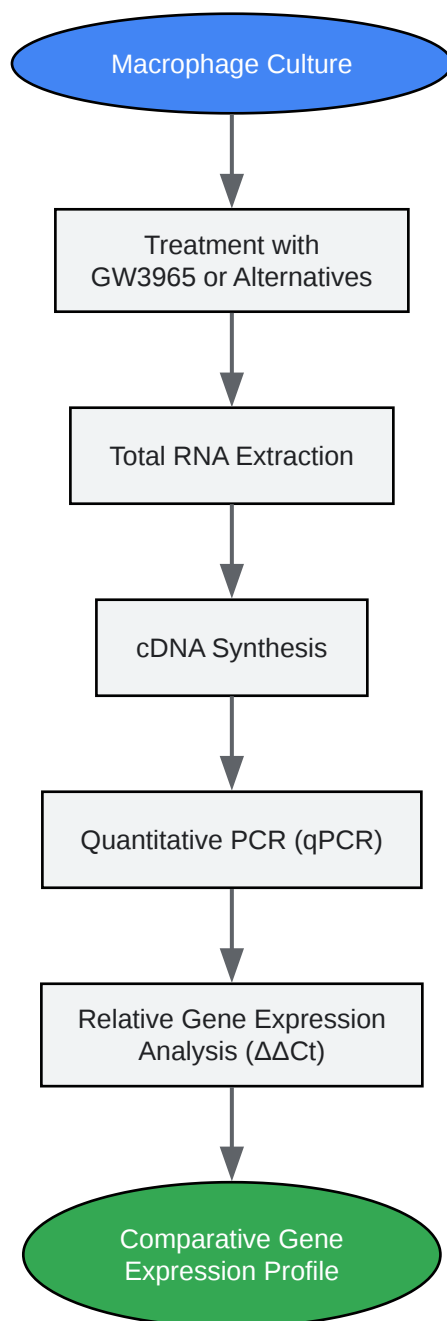 Macrophage Culture
Treatment with
GW3965 or Alternatives
Total RNA Extraction
cDNA Synthesis
Quantitative PCR (qPCR)
Relative Gene Expression
Analysis (ΔΔCt)
Comparative Gene
Expression Profile